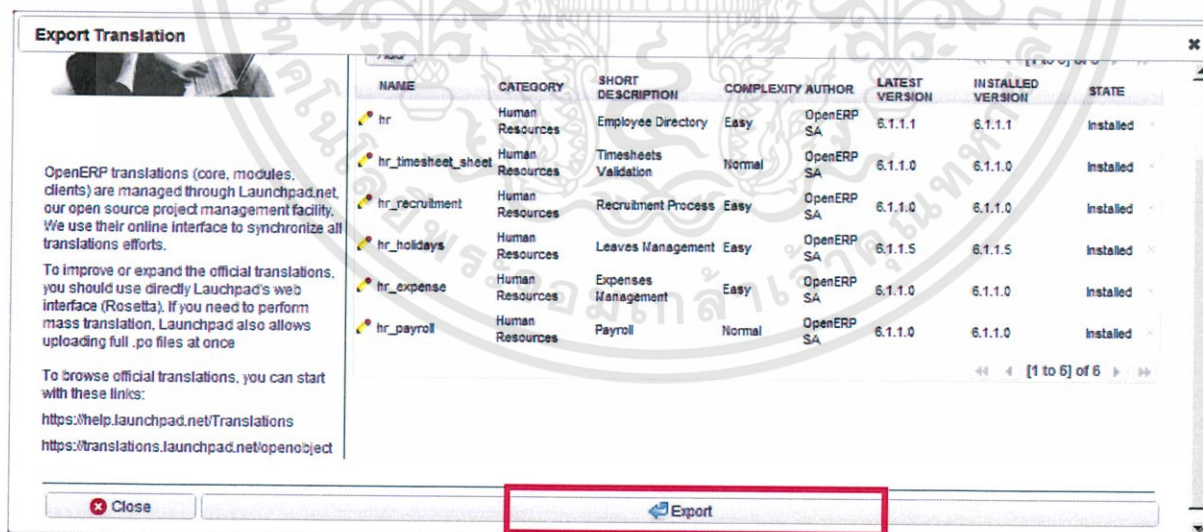 Export Translation
NAME CATEGORY SHORT DESCRIPTION COMPLEXITY AUTHOR LATEST VERSION INSTALLED VERSION STATE
hr Human Resources Employee Directory Easy OpenERP SA 6.1.1.1 6.1.1.1 Installed
hr_timesheet_sheet Human Resources Timesheets Validation Normal OpenERP SA 6.1.1.0 6.1.1.0 Installed
hr_recruitment Human Resources Recruitment Process Easy OpenERP SA 6.1.1.0 6.1.1.0 Installed
hr_holidays Human Resources Leaves Management Easy OpenERP SA 6.1.1.5 6.1.1.5 Installed
hr_expense Human Resources Expenses Management Easy OpenERP SA 6.1.1.0 6.1.1.0 Installed
hr_payroll Human Resources Payroll Normal OpenERP SA 6.1.1.0 6.1.1.0 Installed
[1 to 6] of 6
OpenERP translations (core, modules,
clients) are managed through Launchpad.net,
our open source project management facility.
We use their online interface to synchronize all
translations efforts.
To improve or expand the official translations,
you should use directly Lauchpad's web
interface (Rosetta). If you need to perform
mass translation, Launchpad also allows
uploading full .po files at once
To browse official translations, you can start
with these links:
https://help.launchpad.net/Translations
https://translations.launchpad.net/openobject
Close
Export